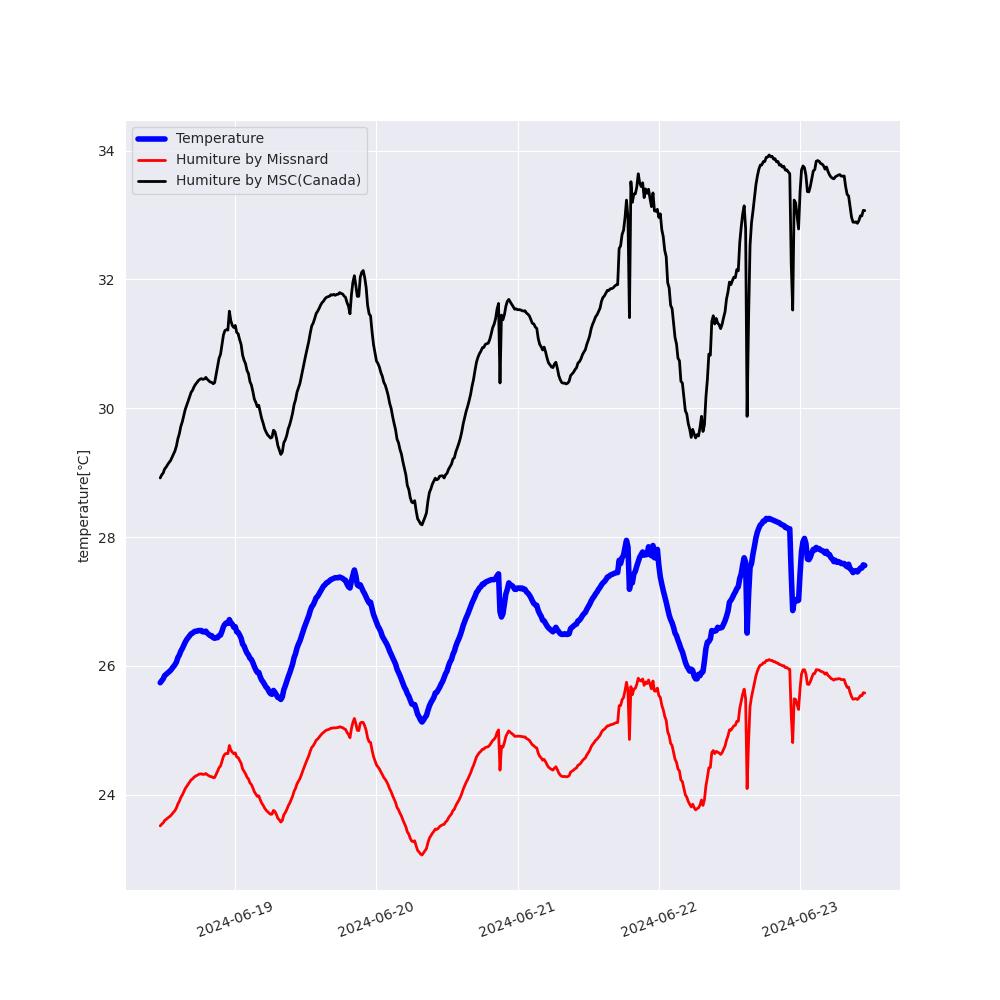 Temperature
Humiture by Missnard
Humiture by MSC(Canada)
34
32
30
28
26
24
temperature[℃]
2024-06-19
2024-06-20
2024-06-21
2024-06-22
2024-06-23